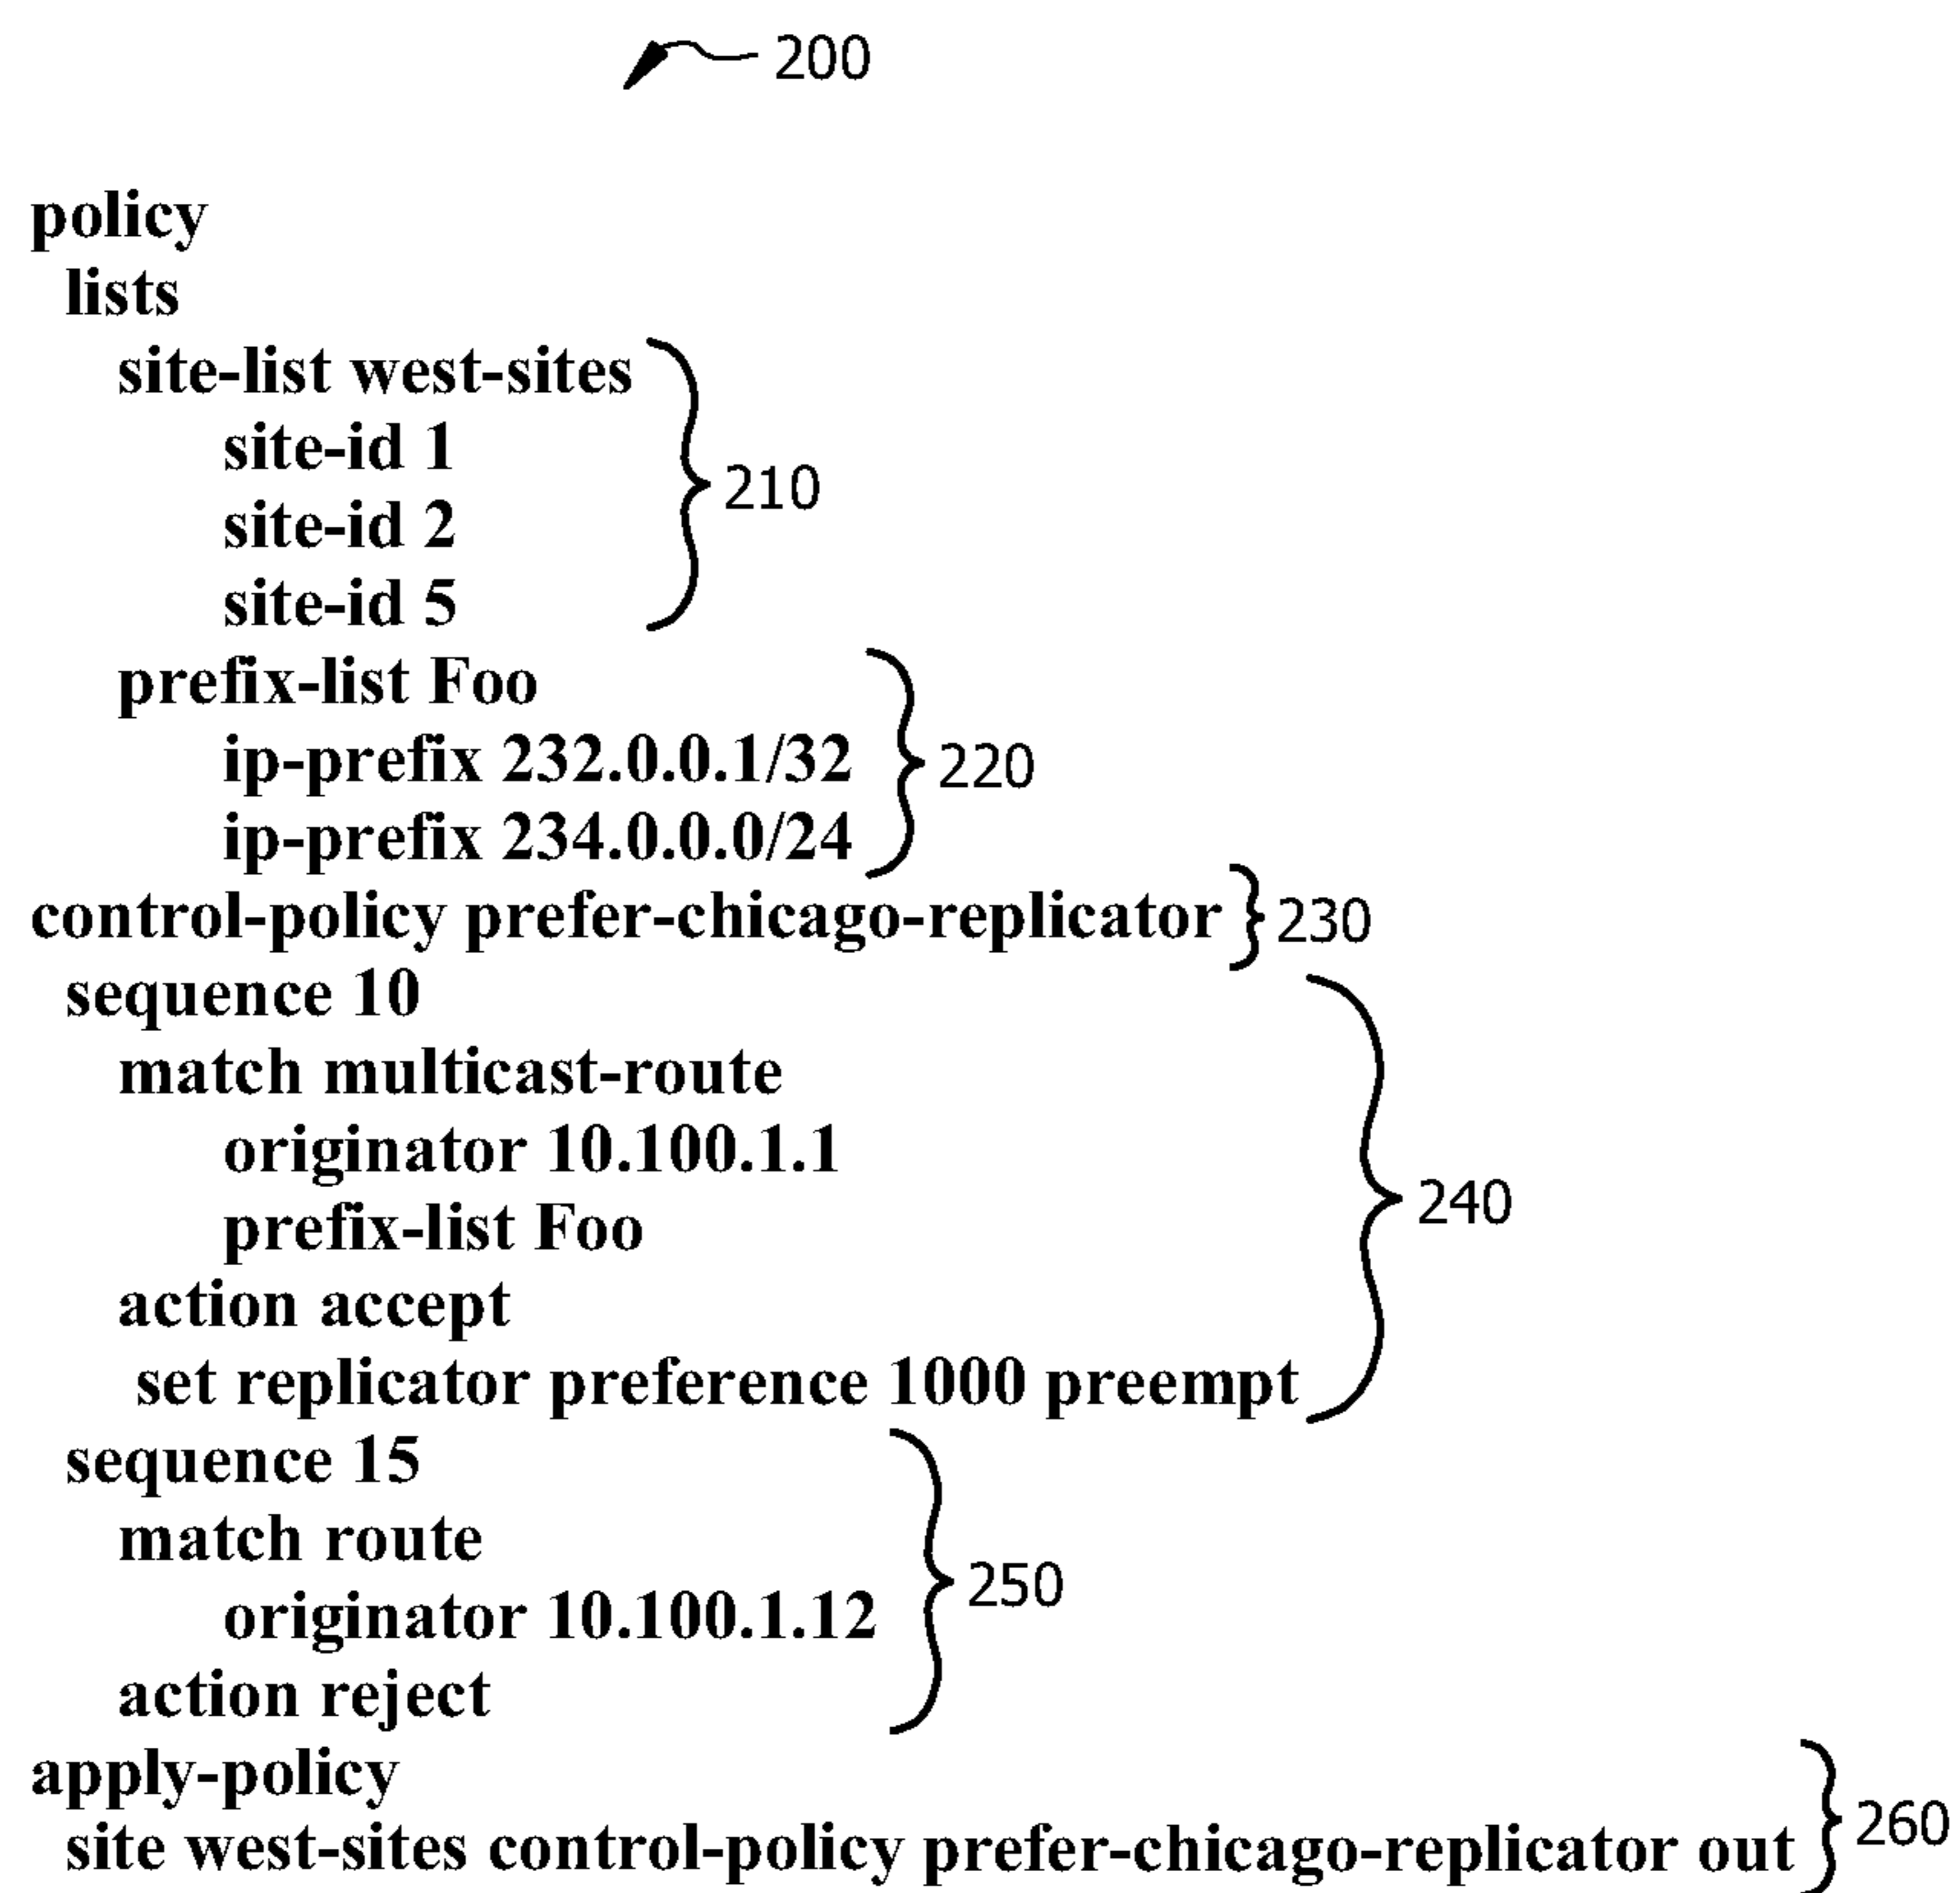 200
policy
lists
site-list west-sites
site-id 1
site-id 2
210
site-id 5
prefix-list Foo
ip-prefix 232.0.0.1/32
220
ip-prefix 234.0.0.0/24
control-policy prefer-chicago-replicator
230
sequence 10
match multicast-route
originator 10.100.1.1
240
prefix-list Foo
action accept
set replicator preference 1000 preempt
sequence 15
match route
250
originator 10.100.1.12
action reject
apply-policy
260
site west-sites control-policy prefer-chicago-replicator out